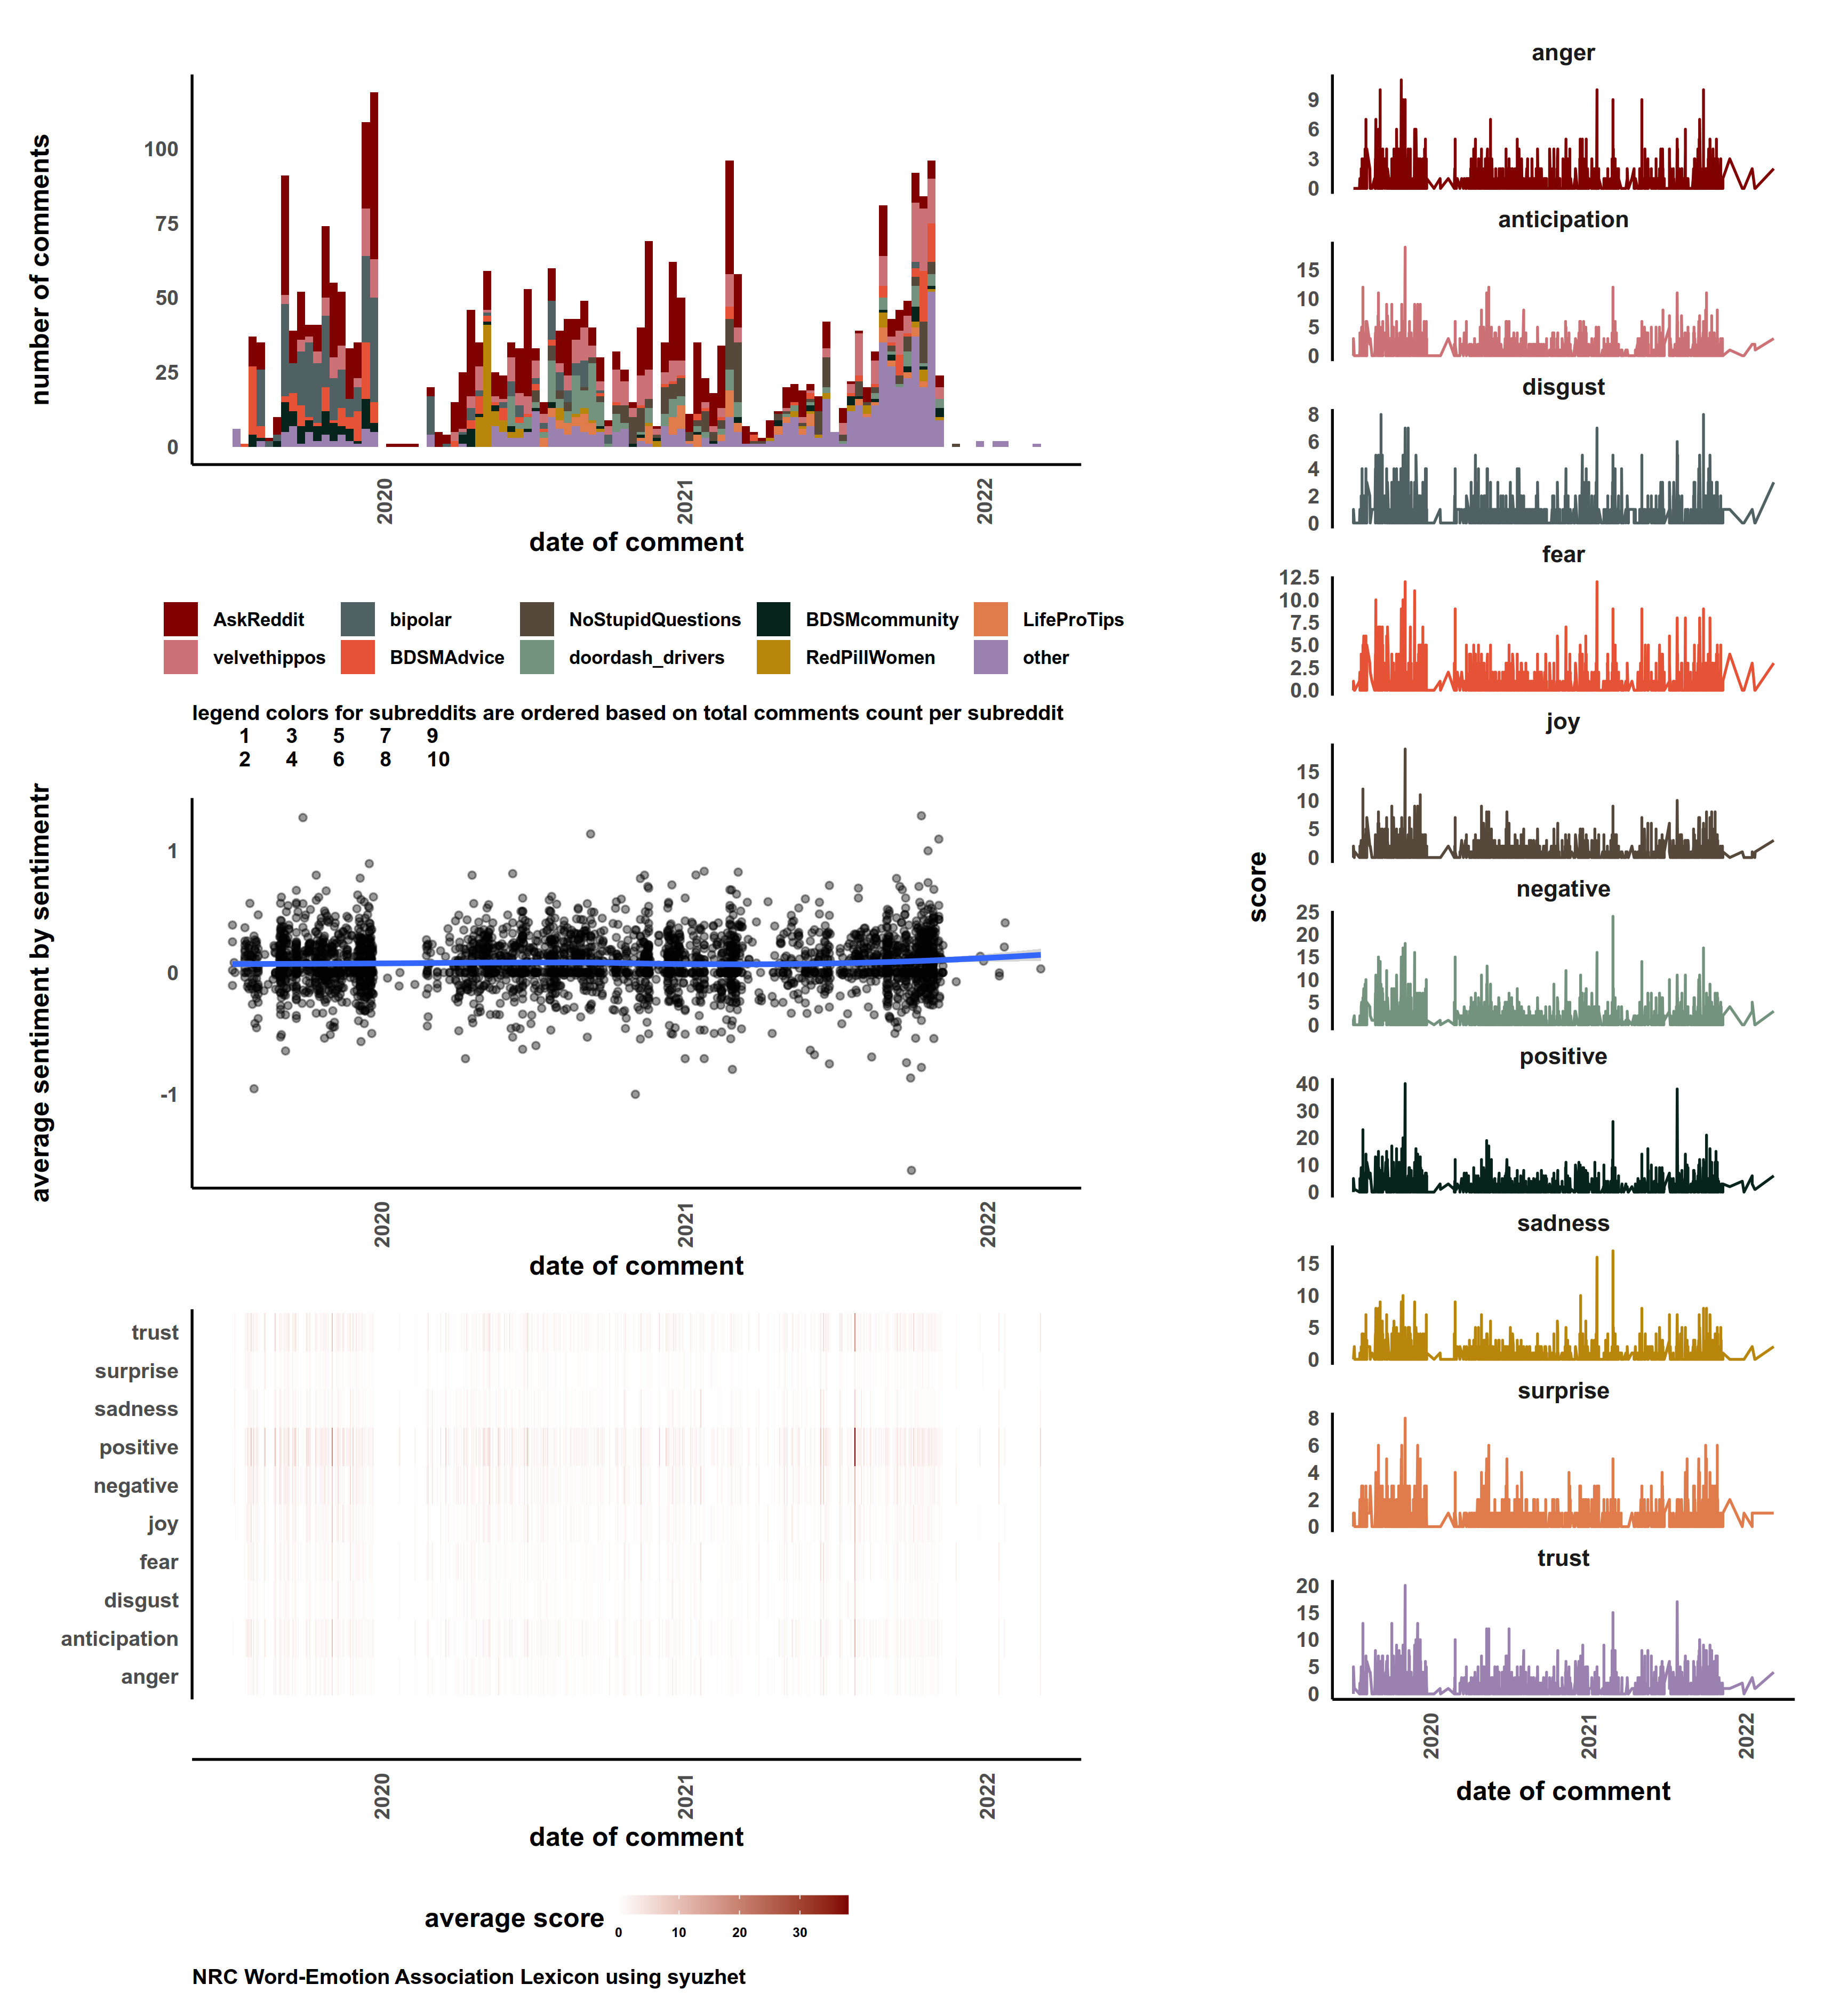 number of comments
100
75
50
25
0
2020
2021
2022
date of comment
AskReddit
bipolar
NoStupidQuestions
BDSMcommunity
LifeProTips
velvethippos
BDSMAdvice
doordash_drivers
RedPillWomen
other
legend colors for subreddits are ordered based on total comments count per subreddit
1 3 5 7 9
2 4 6 8 10
average sentiment by sentimentr
1
0
-1
2020
2021
2022
date of comment
trust
surprise
sadness
positive
negative
joy
fear
disgust
anticipation
anger
2020
2021
2022
date of comment
average score
0
10
20
30
NRC Word-Emotion Association Lexicon using syuzhet
score
anger
9
6
3
0
anticipation
15
10
5
0
disgust
8
6
4
2
0
fear
12.5
10.0
7.5
5.0
2.5
0.0
joy
15
10
5
0
negative
25
20
15
10
5
0
positive
40
30
20
10
0
sadness
15
10
5
0
surprise
8
6
4
2
0
trust
20
15
10
5
0
2020
2021
2022
date of comment